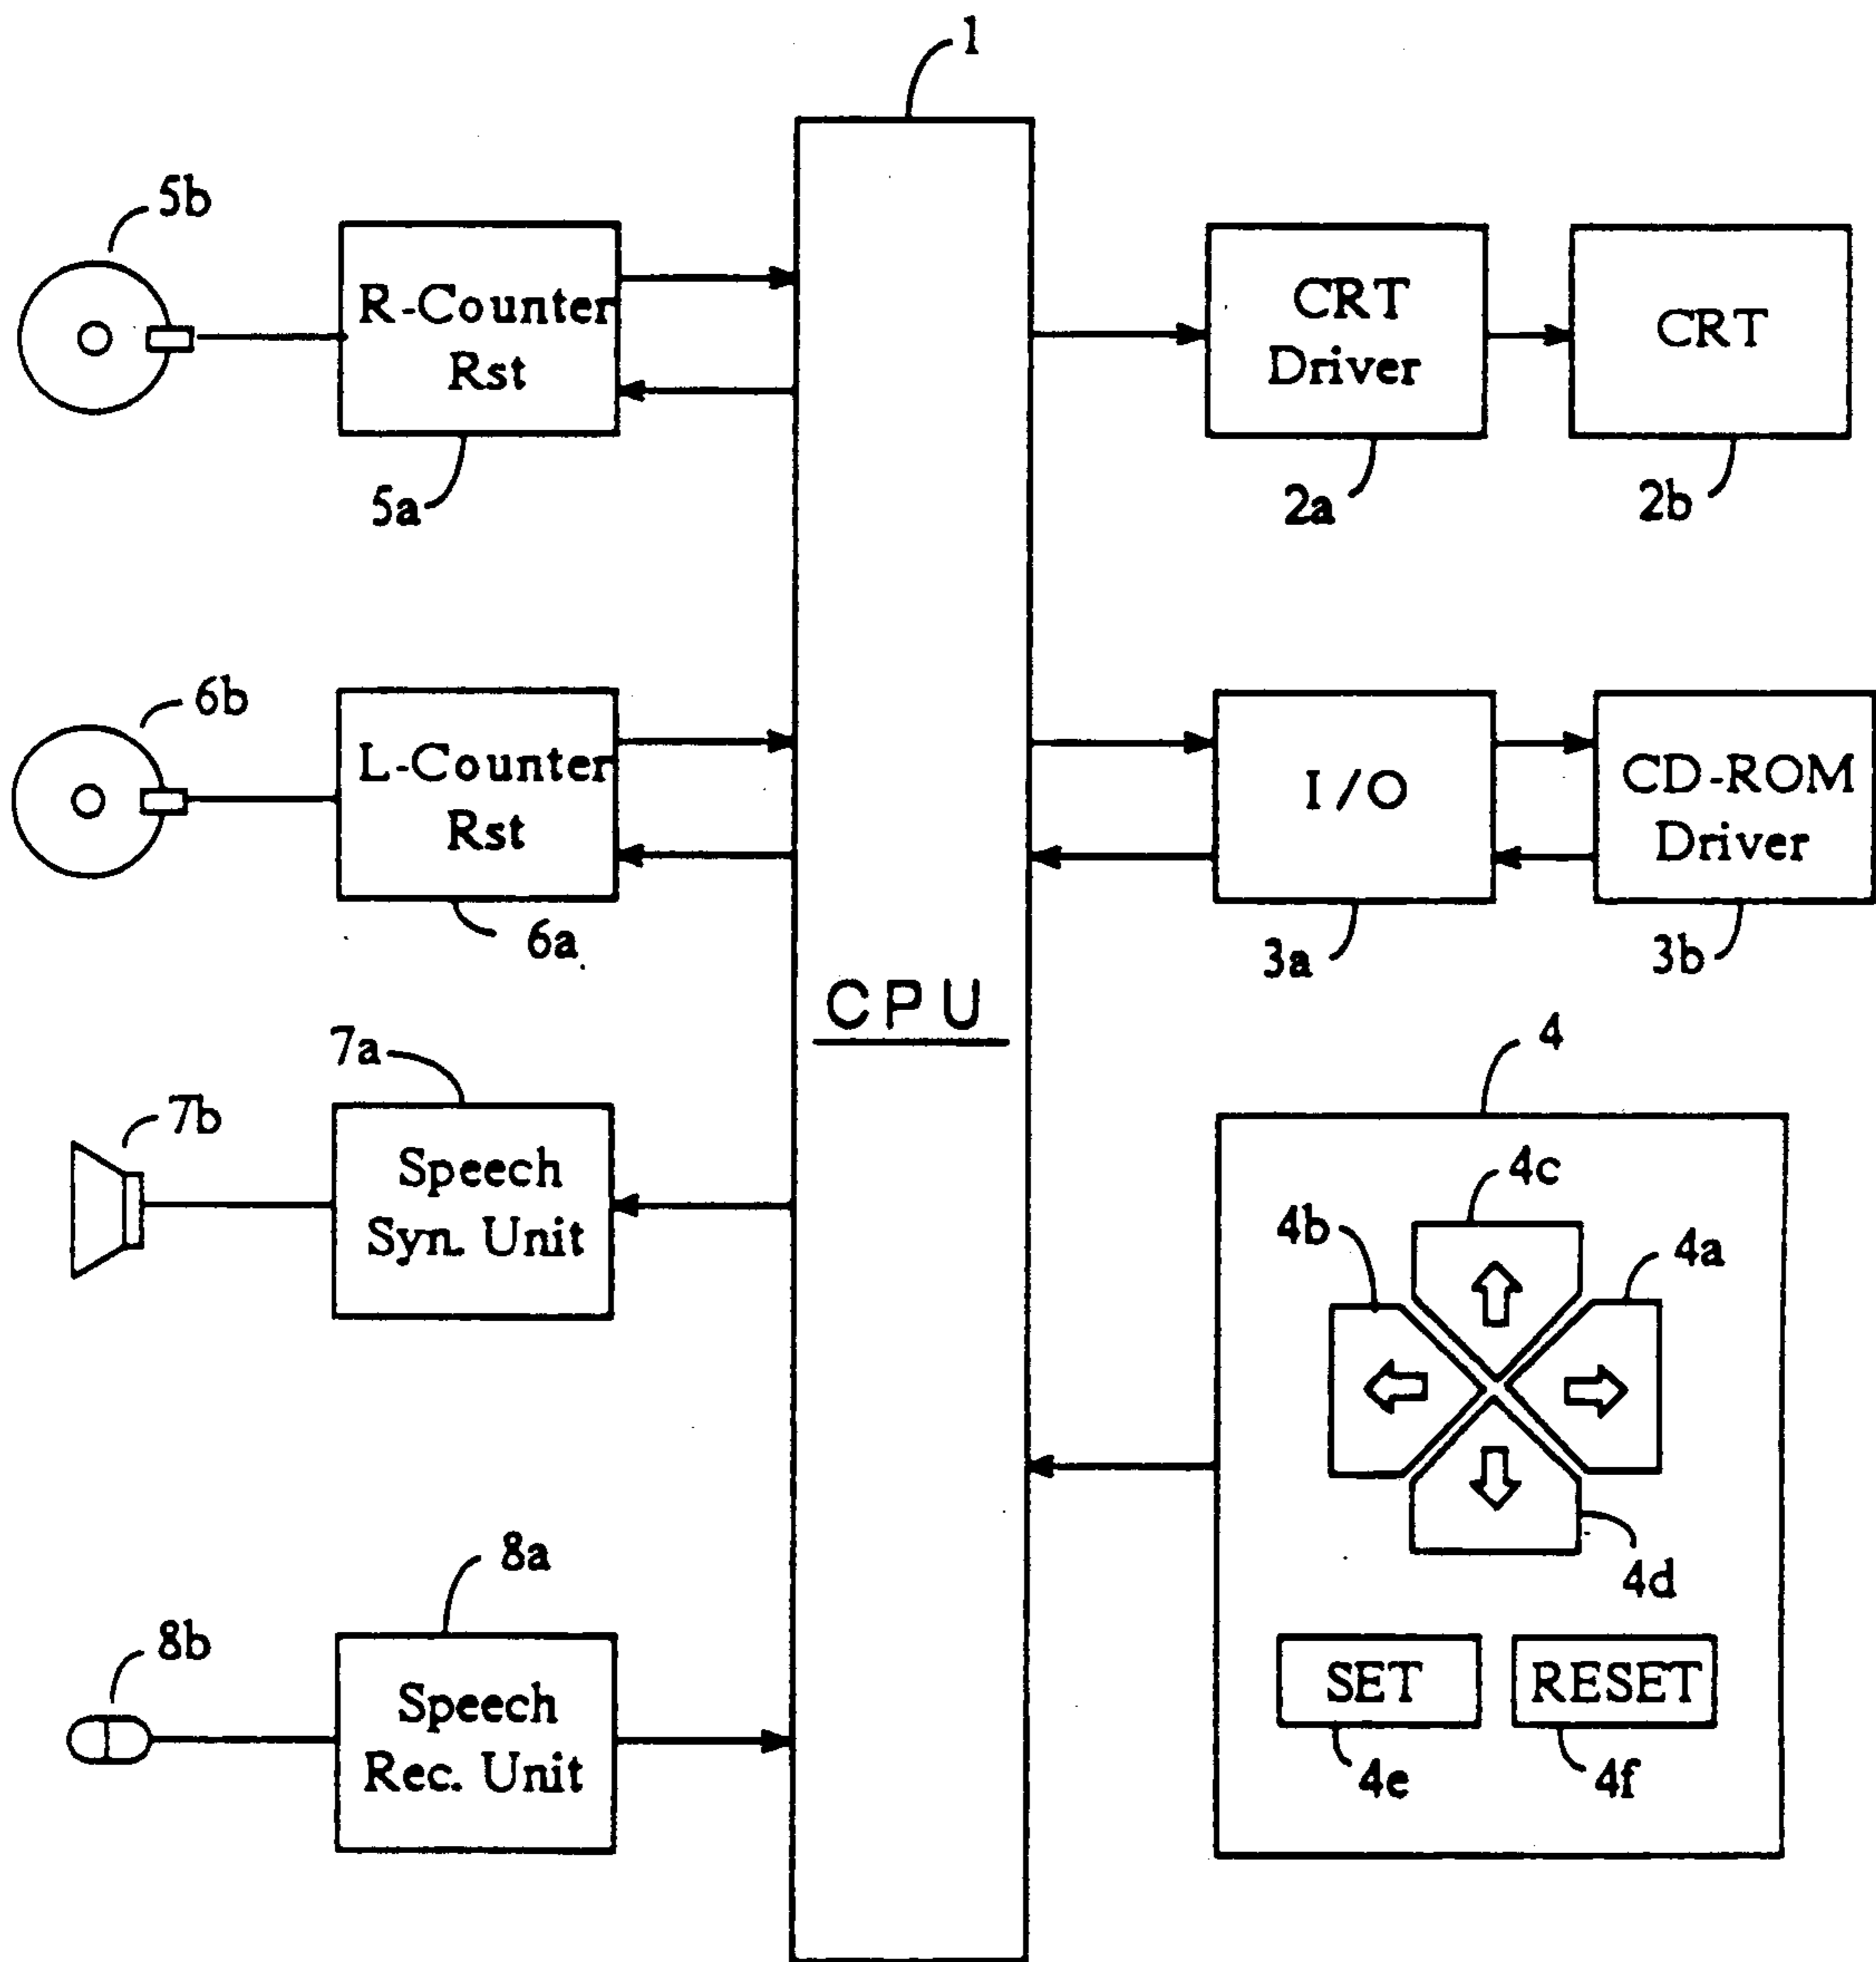 1
5b
R-Counter
Rst
5a
CRT
Driver
2a
CRT
2b
6b
L-Counter
Rst
6a
I/O
3a
CD-ROM
Driver
3b
CPU
7a
7b
Speech
Syn. Unit
4
4c
4b
4a
4d
8a
8b
Speech
Rec. Unit
SET
RESET
4e
4f